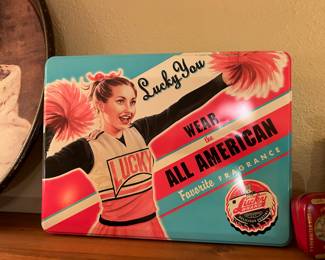 Lucky You
WEAR
the
ALL AMERICAN
Favorite FRAGRANCE
LUCKY
Lucky